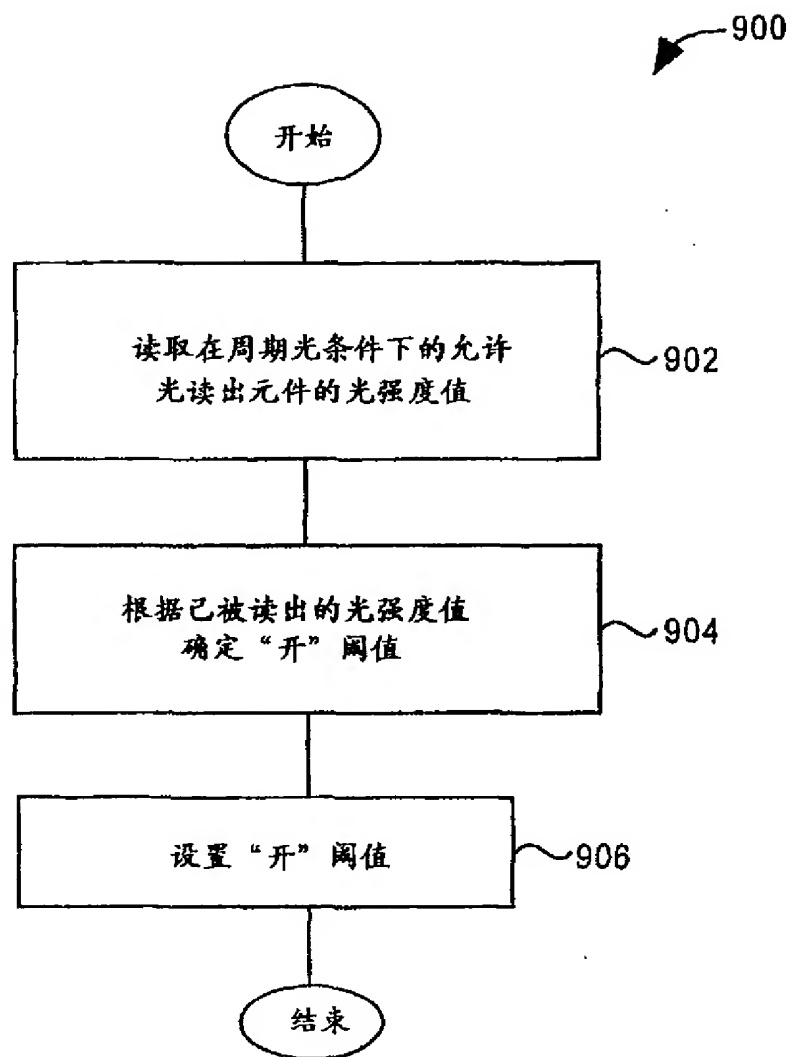 900
开始
读取在周期光条件下的允许
光读出元件的光强度值
902
根据已被读出的光强度值
确定“开”阈值
904
设置“开”阈值
906
结束